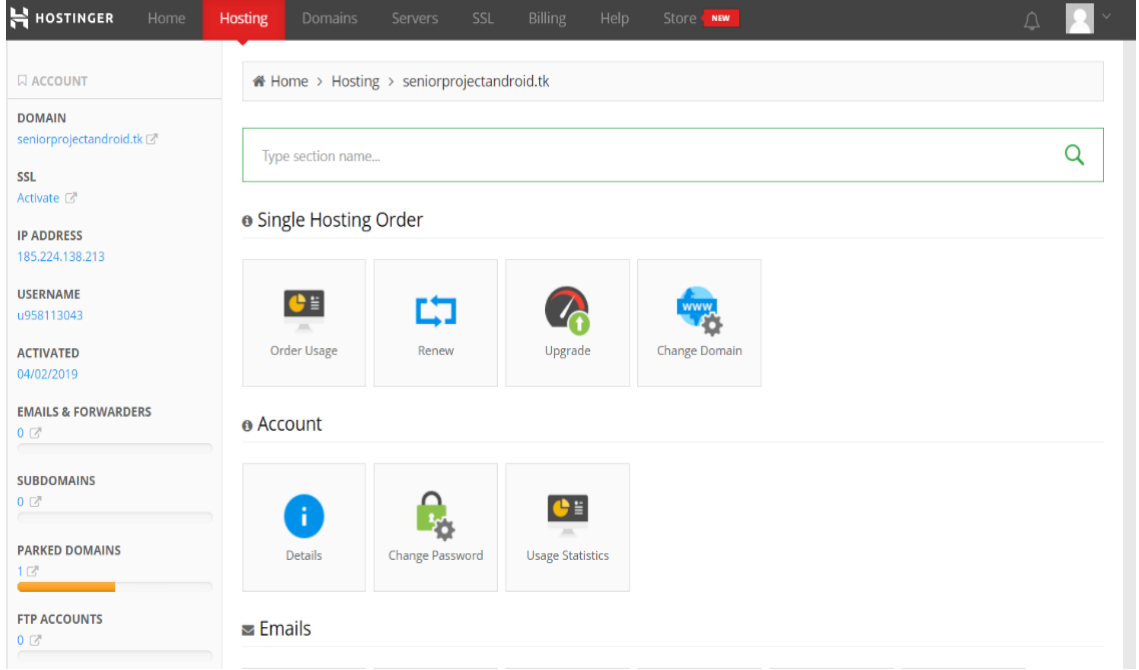 HOSTINGER Home Hosting Domains Servers SSL Billing Help Store NEW
ACCOUNT
DOMAIN
seniorprojectandroid.tk
SSL
Activate
IP ADDRESS
185.224.138.213
USERNAME
u958113043
ACTIVATED
04/02/2019
EMAILS & FORWARDERS
0
SUBDOMAINS
0
PARKED DOMAINS
1
FTP ACCOUNTS
0
Home > Hosting > seniorprojectandroid.tk
Type section name...
Single Hosting Order
Order Usage Renew Upgrade Change Domain
Account
Details Change Password Usage Statistics
Emails